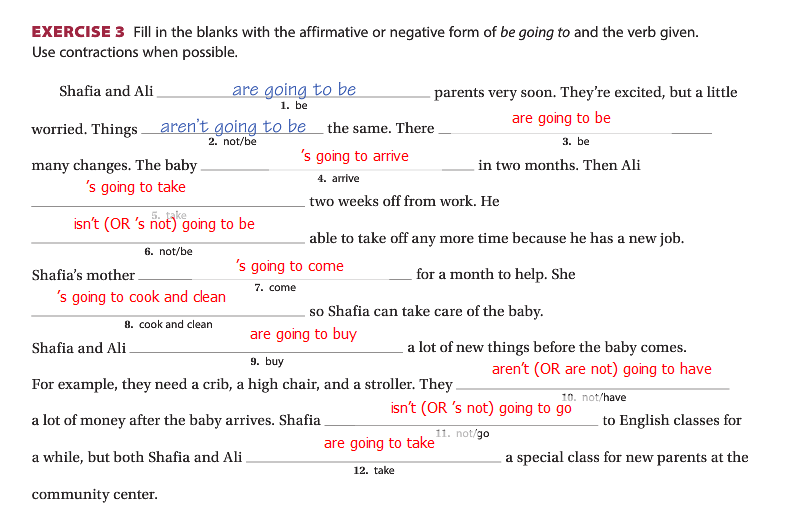 EXERCISE 3 Fill in the blanks with the affirmative or negative form of be going to and the verb given.
Use contractions when possible.
Shafia and Ali are going to be parents very soon. They're excited, but a little
1. be
worried. Things aren't going to be the same. There are going to be
2. not/be 3. be
many changes. The baby 's going to arrive in two months. Then Ali
4. arrive
's going to take two weeks off from work. He
5. take
isn't (OR 's not) going to be able to take off any more time because he has a new job.
6. not/be
Shafia's mother 's going to come for a month to help. She
7. come
's going to cook and clean so Shafia can take care of the baby.
8. cook and clean
Shafia and Ali are going to buy a lot of new things before the baby comes.
9. buy
For example, they need a crib, a high chair, and a stroller. They aren't (OR are not) going to have
10. not/have
a lot of money after the baby arrives. Shafia isn't (OR 's not) going to go to English classes for
11. not/go
a while, but both Shafia and Ali are going to take a special class for new parents at the
12. take
community center.